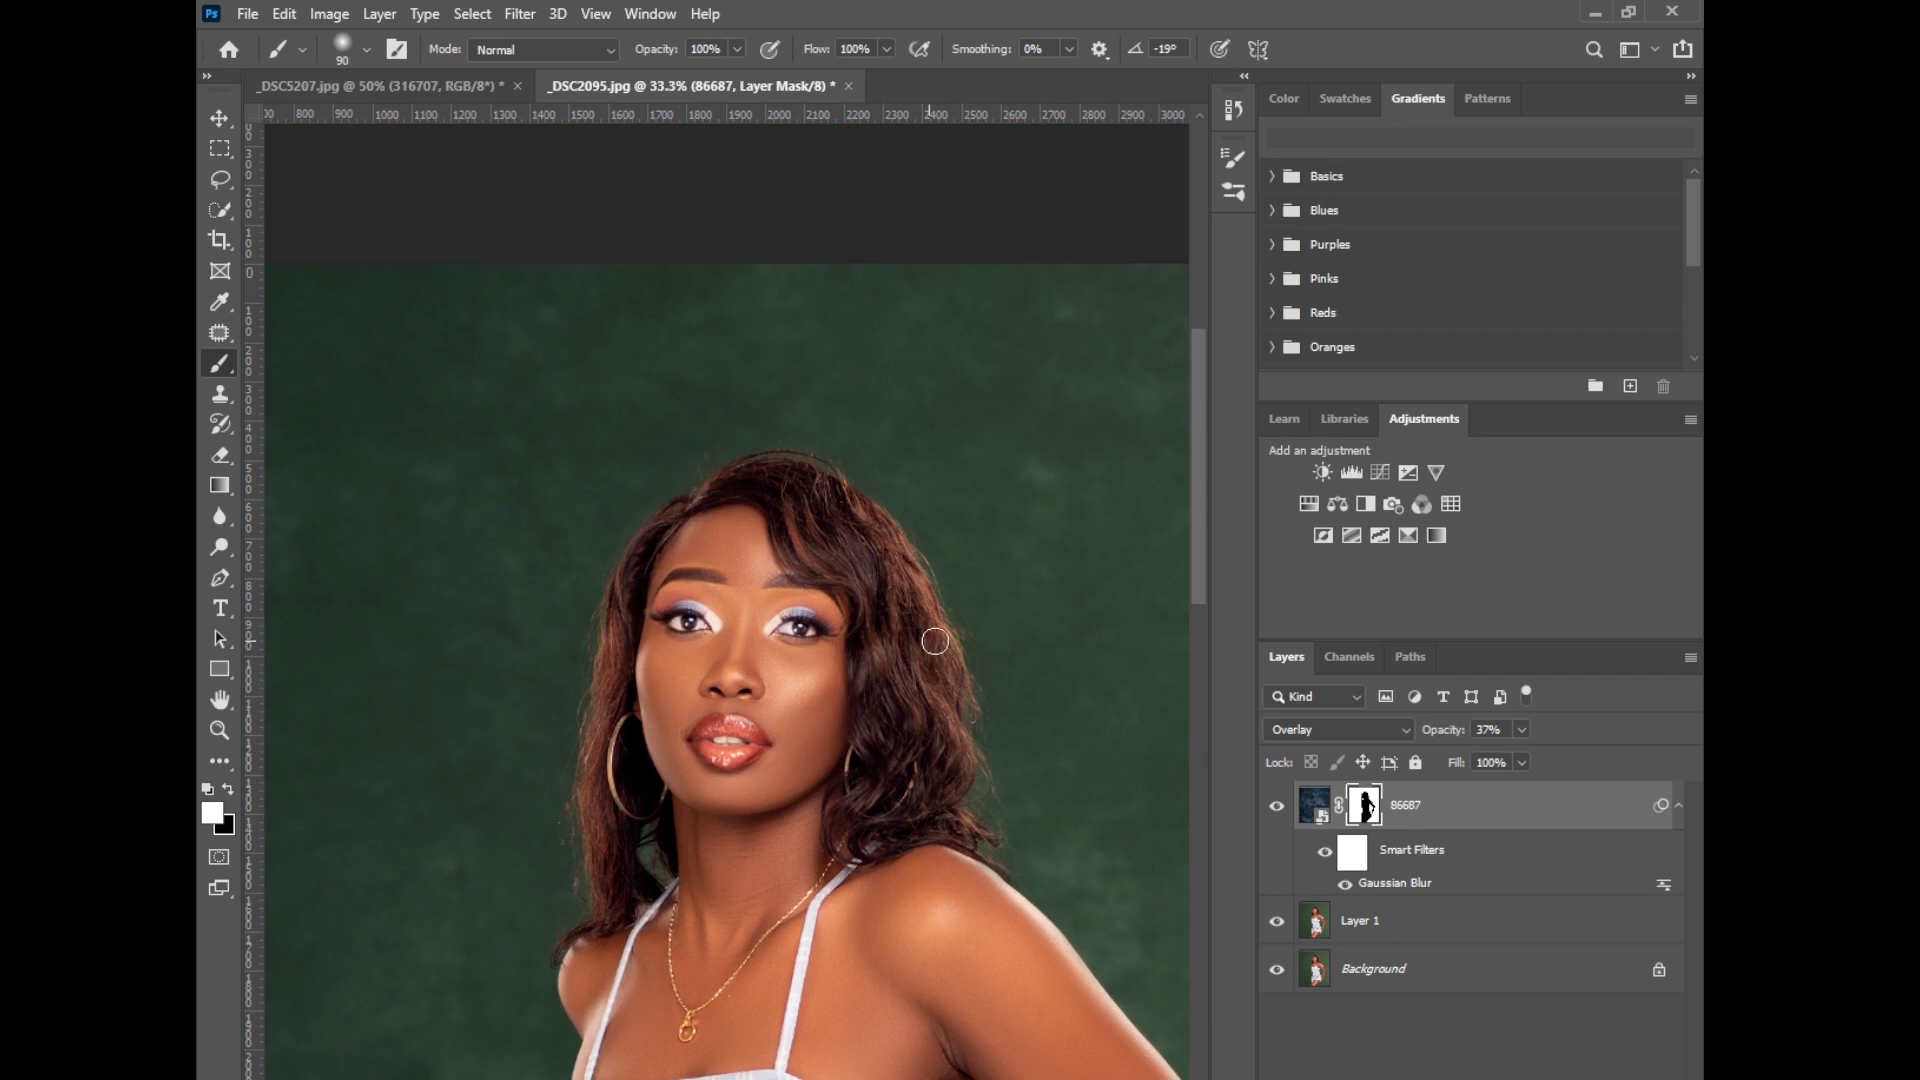 Ps File Edit Image Layer Type Select Filter 3D View Window Help
90 Mode: Normal Opacity: 100% Flow: 100% Smoothing: 0% -19°
_DSC5207.jpg @ 50% (316707, RGB/8*) * × _DSC2095.jpg @ 33.3% (86687, Layer Mask/8) * ×
800 900 1000 1100 1200 1300 1400 1500 1600 1700 1800 1900 2000 2100 2200 2300 2400 2500 2600 2700 2800 2900 3000
Color Swatches Gradients Patterns
Basics
Blues
Purples
Pinks
Reds
Oranges
Learn Libraries Adjustments
Add an adjustment
Layers Channels Paths
Kind
Overlay Opacity: 37%
Lock: Fill: 100%
86687
Smart Filters
Gaussian Blur
Layer 1
Background